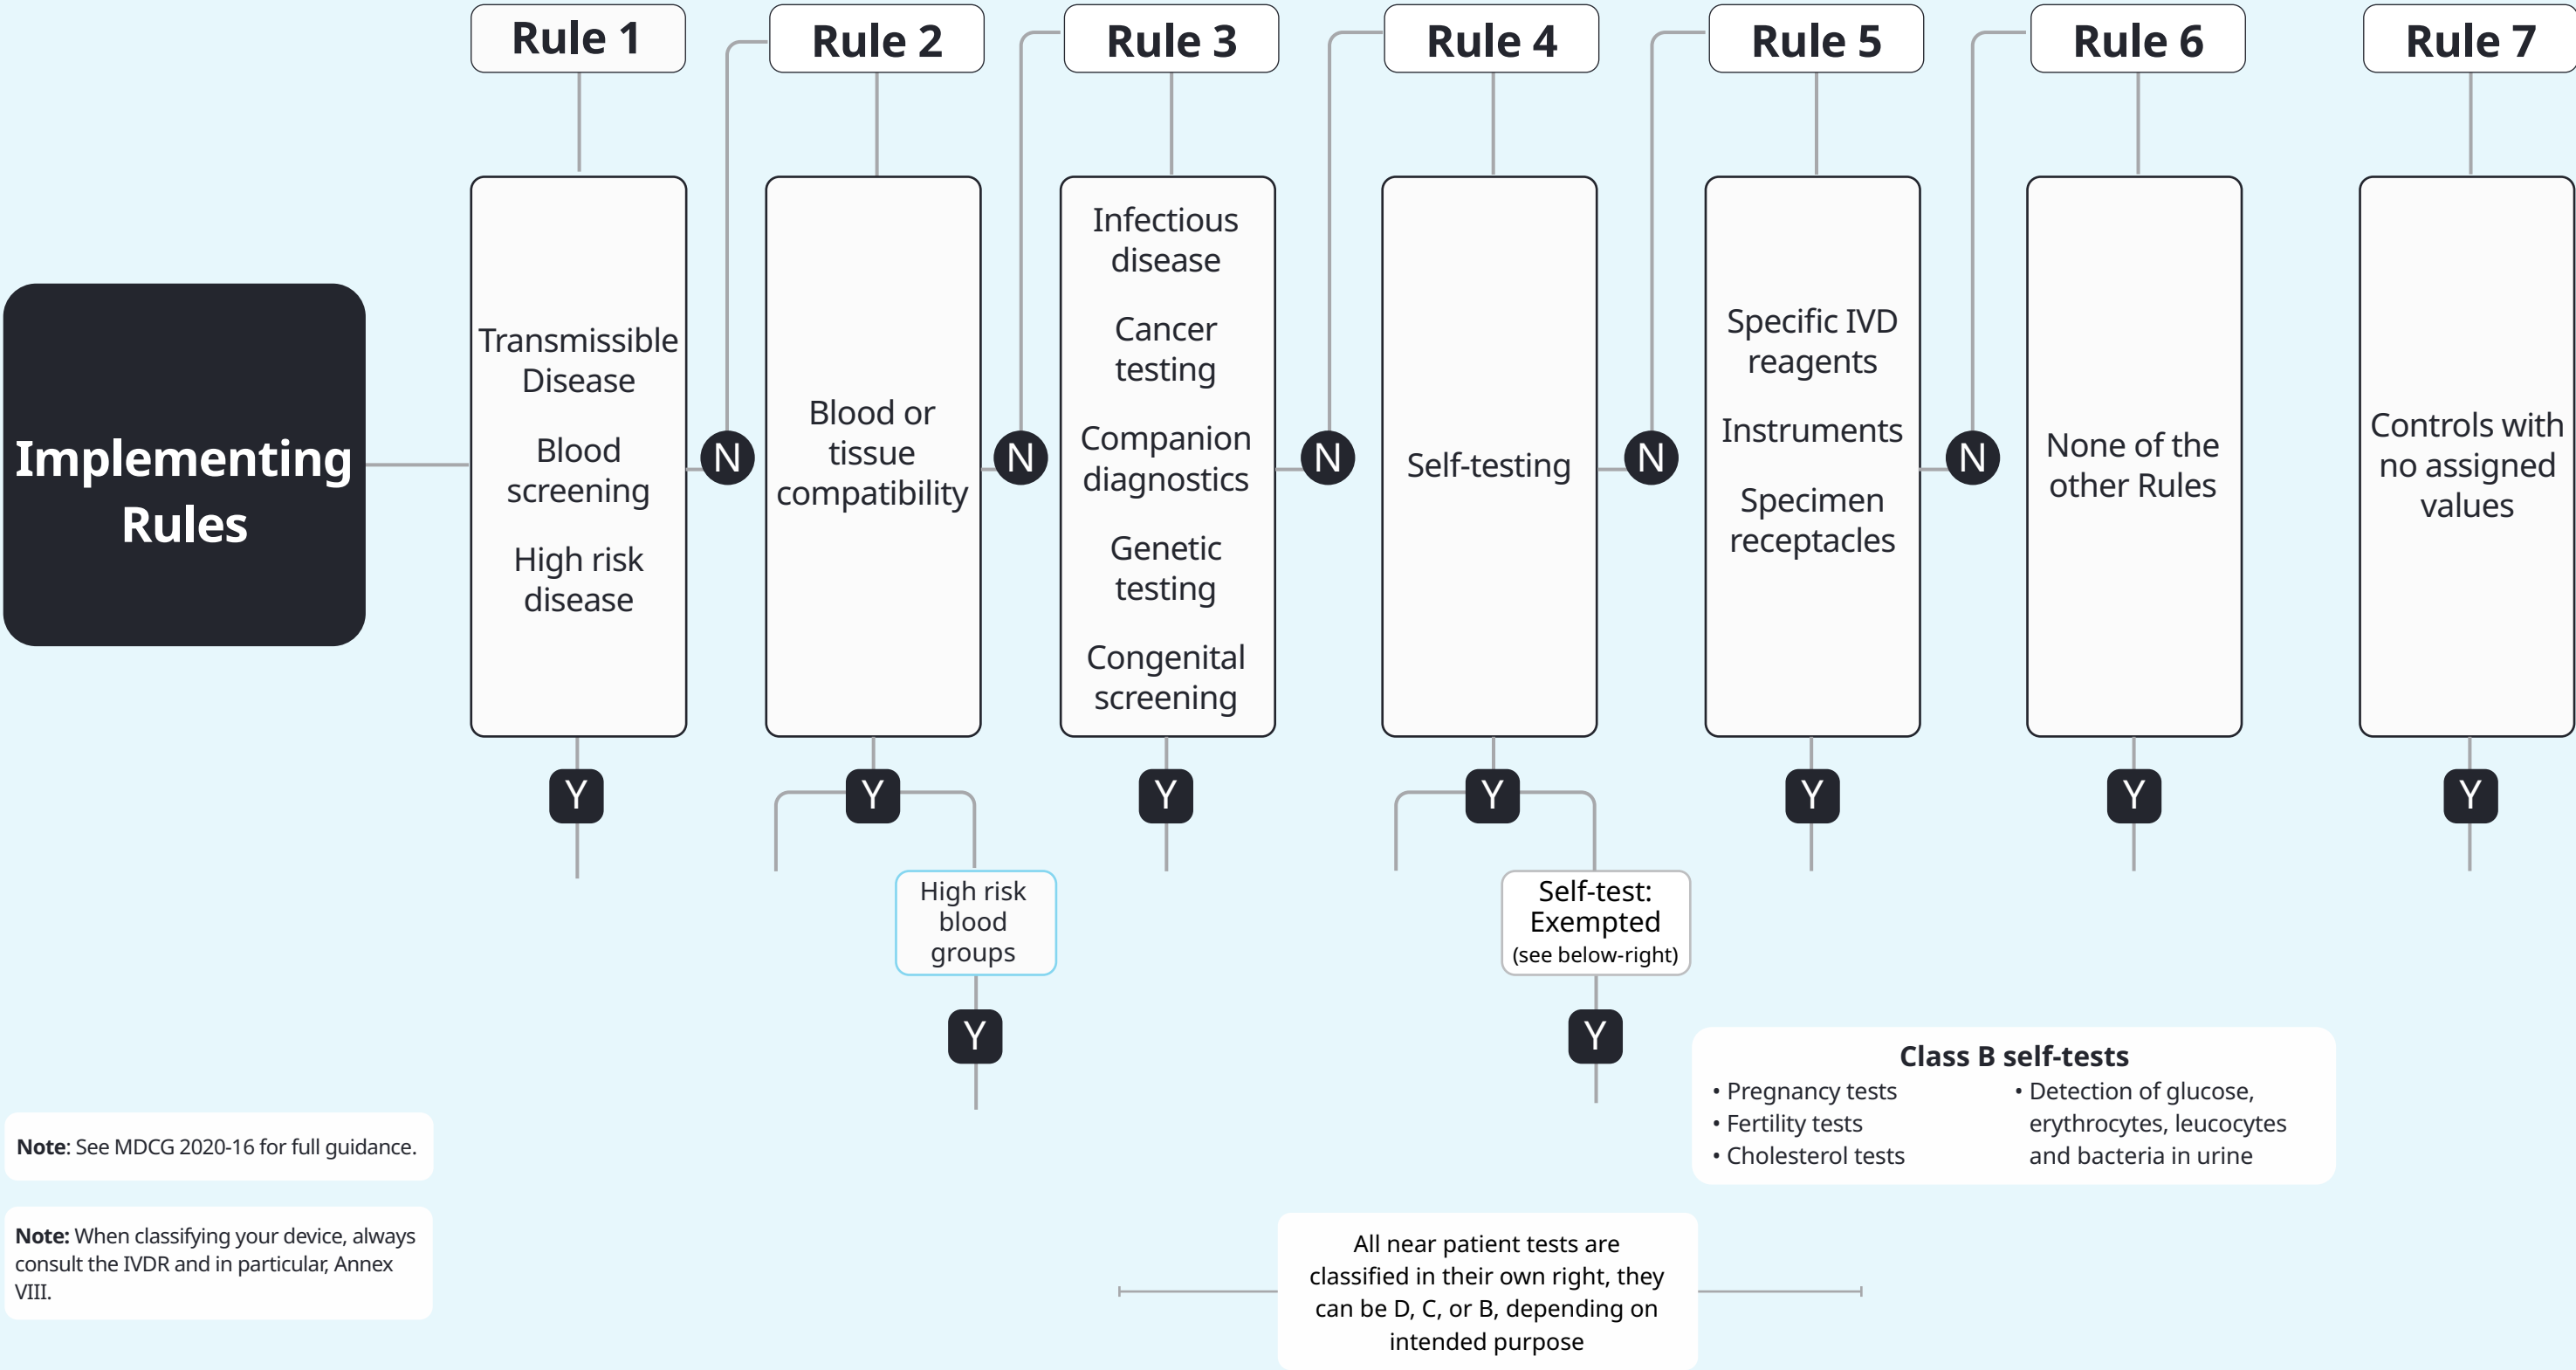 Rule 1
Rule 2
Rule 3
Rule 4
Rule 5
Rule 6
Rule 7
Implementing
Rules
Transmissible
Disease
Blood
screening
High risk
disease
N
Blood or
tissue
compatibility
N
Infectious
disease
Cancer
testing
Companion
diagnostics
Genetic
testing
Congenital
screening
N
Self-testing
N
Specific IVD
reagents
Instruments
Specimen
receptacles
N
None of the
other Rules
Controls with
no assigned
values
Y
Y
Y
Y
Y
Y
Y
High risk
blood
groups
Y
Self-test:
Exempted
(see below-right)
Y
Class B self-tests
• Pregnancy tests
• Fertility tests
• Cholesterol tests
• Detection of glucose,
erythrocytes, leucocytes
and bacteria in urine
Note: See MDCG 2020-16 for full guidance.
Note: When classifying your device, always
consult the IVDR and in particular, Annex
VIII.
All near patient tests are
classified in their own right, they
can be D, C, or B, depending on
intended purpose